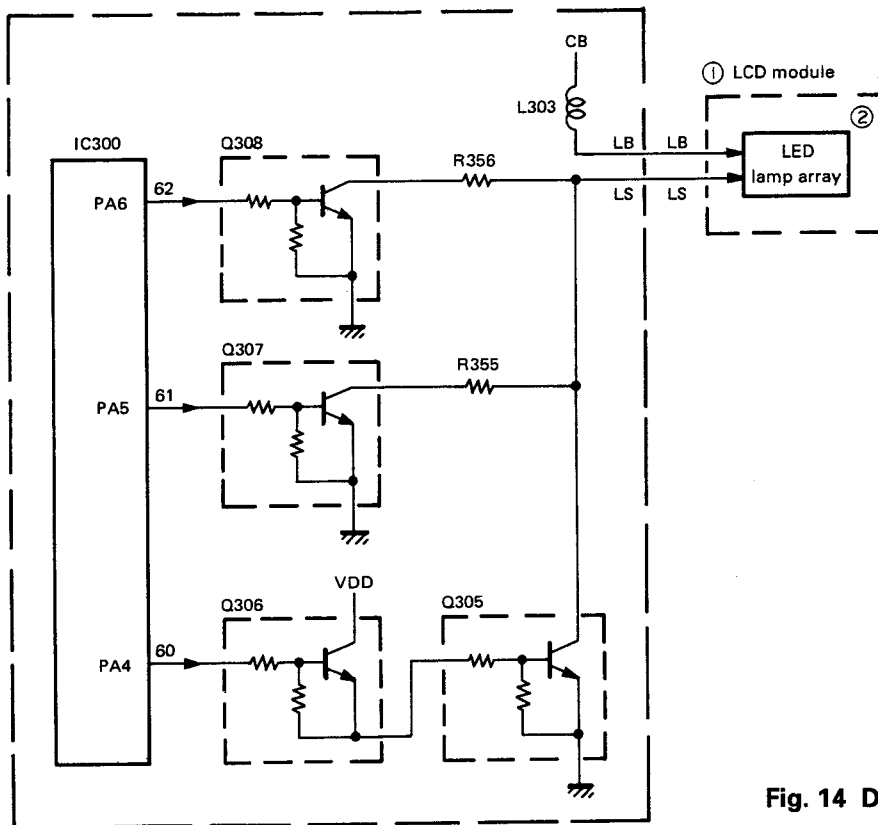 CB
① LCD module
L303
②
IC300
Q308
LB
LB
LED
lamp array
R356
62
PA6
LS
LS
Q307
R355
61
PA5
VDD
Q306
Q305
60
PA4
Fig. 14 D